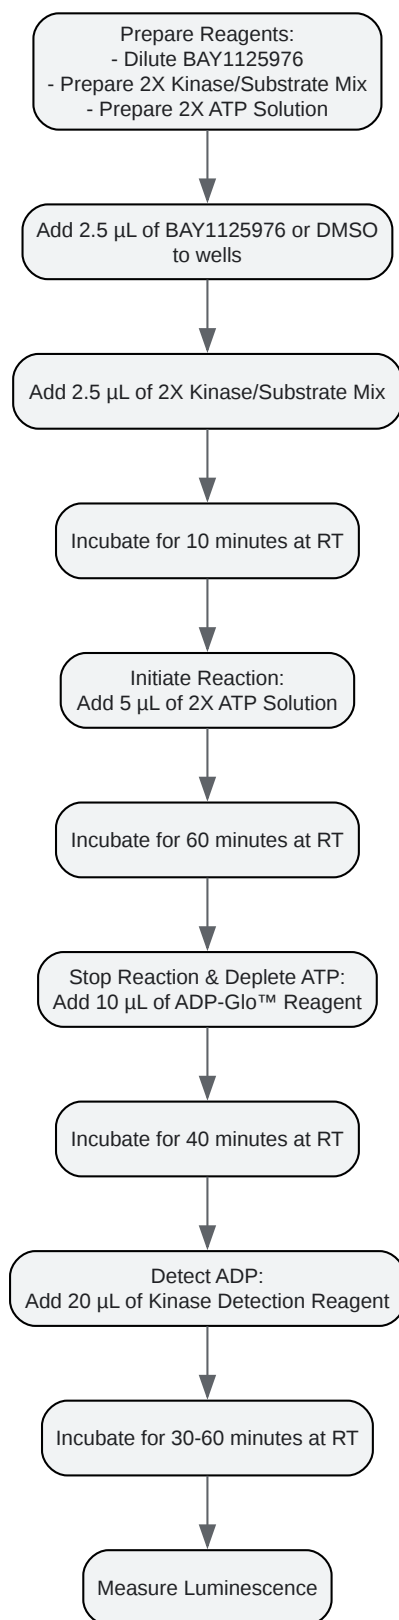 Prepare Reagents:
- Dilute BAY1125976
- Prepare 2X Kinase/Substrate Mix
- Prepare 2X ATP Solution
Add 2.5 µL of BAY1125976 or DMSO
to wells
Add 2.5 µL of 2X Kinase/Substrate Mix
Incubate for 10 minutes at RT
Initiate Reaction:
Add 5 µL of 2X ATP Solution
Incubate for 60 minutes at RT
Stop Reaction & Deplete ATP:
Add 10 µL of ADP-Glo™ Reagent
Incubate for 40 minutes at RT
Detect ADP:
Add 20 µL of Kinase Detection Reagent
Incubate for 30-60 minutes at RT
Measure Luminescence